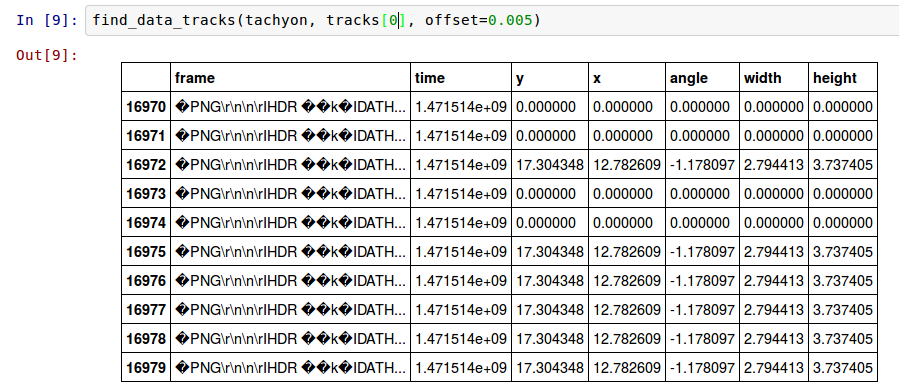 In [9]: find_data_tracks(tachyon, tracks[0], offset=0.005)
Out[9]:
frame time y x angle width height
16970 �PNG\r\n\n\rIHDR ��k�IDATH... 1.471514e+09 0.000000 0.000000 0.000000 0.000000 0.000000
16971 �PNG\r\n\n\rIHDR ��k�IDATH... 1.471514e+09 0.000000 0.000000 0.000000 0.000000 0.000000
16972 �PNG\r\n\n\rIHDR ��k�IDATH... 1.471514e+09 17.304348 12.782609 -1.178097 2.794413 3.737405
16973 �PNG\r\n\n\rIHDR ��k�IDATH... 1.471514e+09 0.000000 0.000000 0.000000 0.000000 0.000000
16974 �PNG\r\n\n\rIHDR ��k�IDATH... 1.471514e+09 0.000000 0.000000 0.000000 0.000000 0.000000
16975 �PNG\r\n\n\rIHDR ��k�IDATH... 1.471514e+09 17.304348 12.782609 -1.178097 2.794413 3.737405
16976 �PNG\r\n\n\rIHDR ��k�IDATH... 1.471514e+09 17.304348 12.782609 -1.178097 2.794413 3.737405
16977 �PNG\r\n\n\rIHDR ��k�IDATH... 1.471514e+09 17.304348 12.782609 -1.178097 2.794413 3.737405
16978 �PNG\r\n\n\rIHDR ��k�IDATH... 1.471514e+09 17.304348 12.782609 -1.178097 2.794413 3.737405
16979 �PNG\r\n\n\rIHDR ��k�IDATH... 1.471514e+09 17.304348 12.782609 -1.178097 2.794413 3.737405